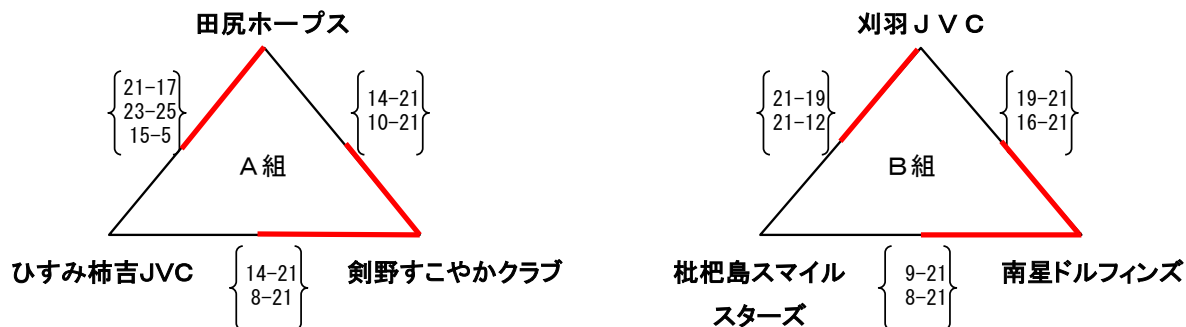 田尻ホープス
21-17
23-25
15-5
14-21
10-21
A組
ひすみ柿吉JVC
14-21
8-21
剣野すこやかクラブ
刈羽JVC
21-19
21-12
19-21
16-21
B組
枇杷島スマイル
スターズ
9-21
8-21
南星ドルフィンズ